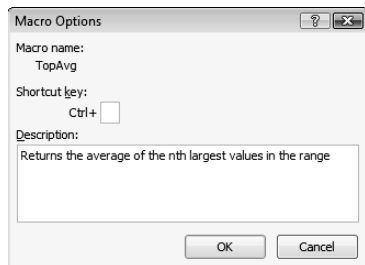 Macro Options
Macro name:
TopAvg
Shortcut key:
Ctrl+
Description:
Returns the average of the nth largest values in the range
OK Cancel